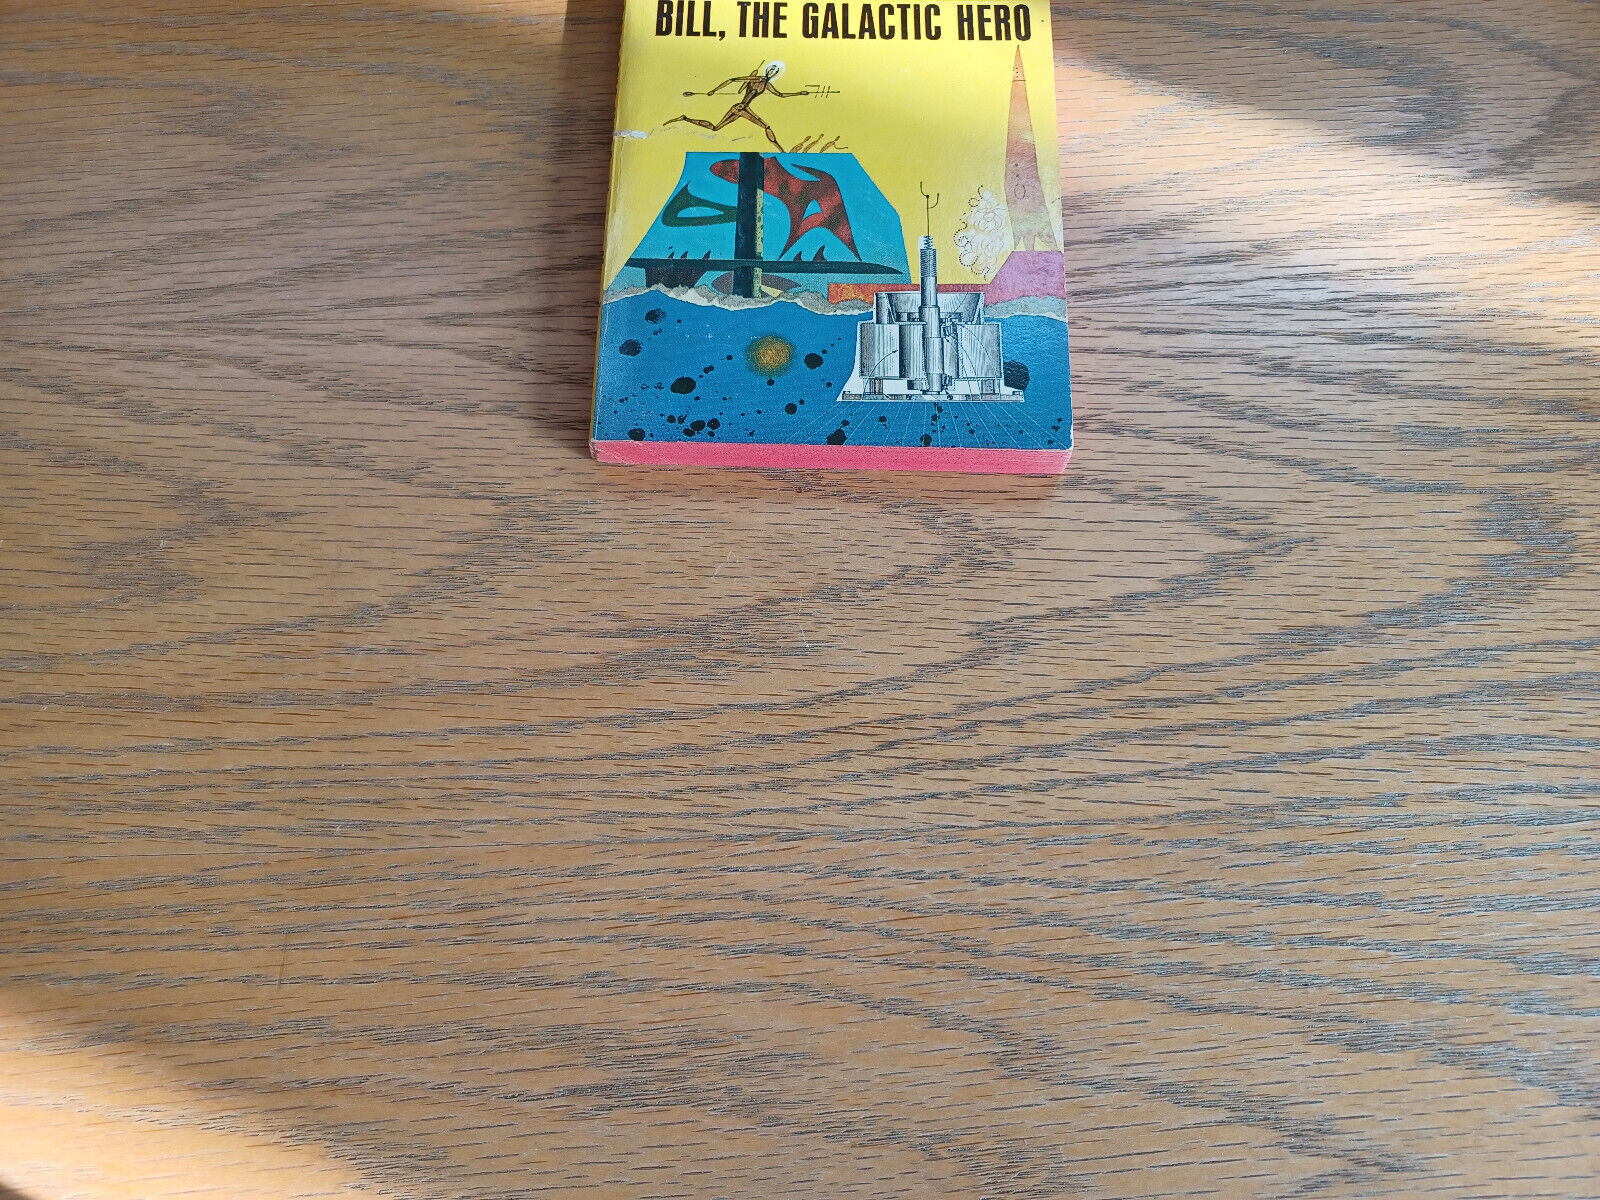 BILL, THE GALACTIC HERO